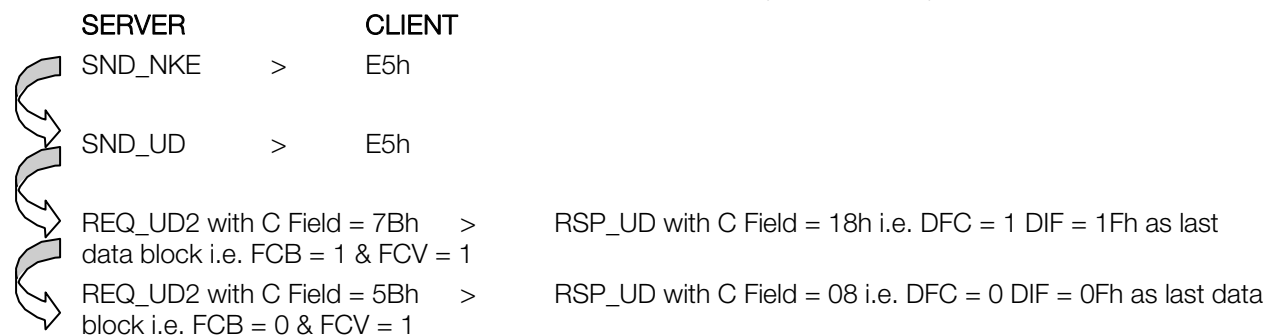 SERVER CLIENT
SND_NKE > E5h
SND_UD > E5h
REQ_UD2 with C Field = 7Bh > RSP_UD with C Field = 18h i.e. DFC = 1 DIF = 1Fh as last
data block i.e. FCB = 1 & FCV = 1
REQ_UD2 with C Field = 5Bh > RSP_UD with C Field = 08 i.e. DFC = 0 DIF = 0Fh as last data
block i.e. FCB = 0 & FCV = 1